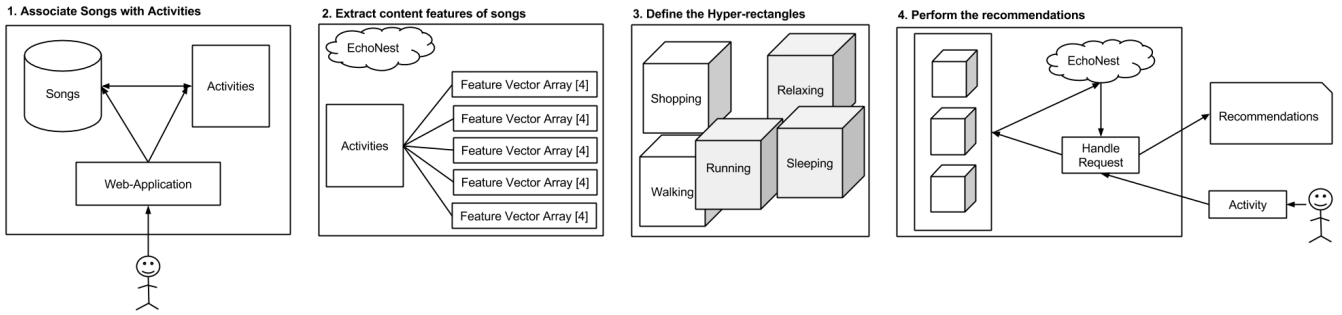 1. Associate Songs with Activities
Songs
Activities
Web-Application
2. Extract content features of songs
EchoNest
Activities
Feature Vector Array [4]
Feature Vector Array [4]
Feature Vector Array [4]
Feature Vector Array [4]
Feature Vector Array [4]
3. Define the Hyper-rectangles
Shopping
Relaxing
Running
Sleeping
Walking
4. Perform the recommendations
EchoNest
Handle
Request
Recommendations
Activity